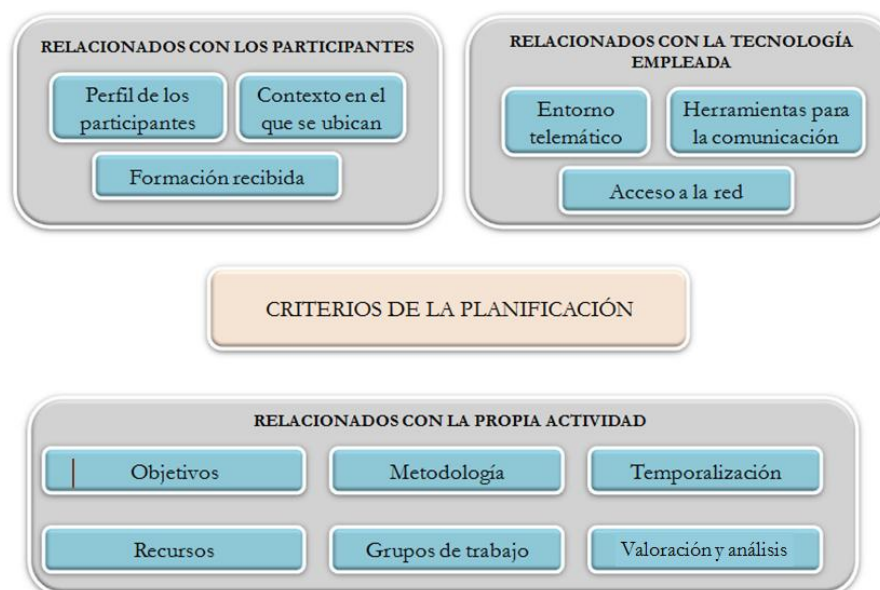 RELACIONADOS CON LOS PARTICIPANTES
Perfil de los
participantes
Contexto en el
que se ubican
Formación recibida
RELACIONADOS CON LA TECNOLOGÍA
EMPLEADA
Entorno
telemático
Herramientas para
la comunicación
Acceso a la red
CRITERIOS DE LA PLANIFICACIÓN
RELACIONADOS CON LA PROPIA ACTIVIDAD
Objetivos
Metodología
Temporalización
Recursos
Grupos de trabajo
Valoración y análisis